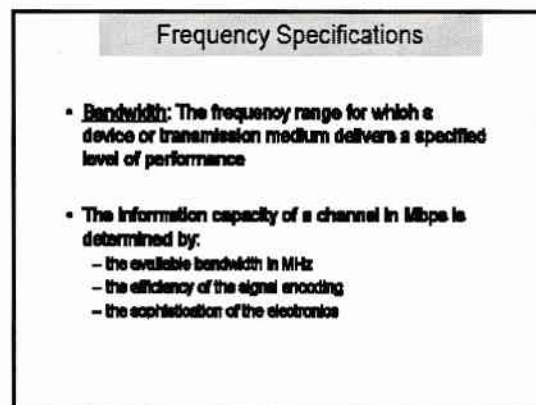 Frequency Specifications
• Bandwidth: The frequency range for which a
device or transmission medium delivers a specified
level of performance
• The information capacity of a channel in Mbps is
determined by:
– the available bandwidth in MHz
– the efficiency of the signal encoding
– the sophistication of the electronics